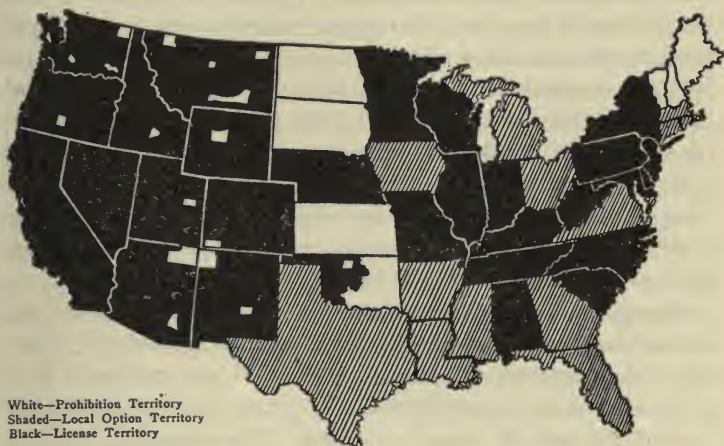 White—Prohibition Territory
Shaded—Local Option Territory
Black—License Territory